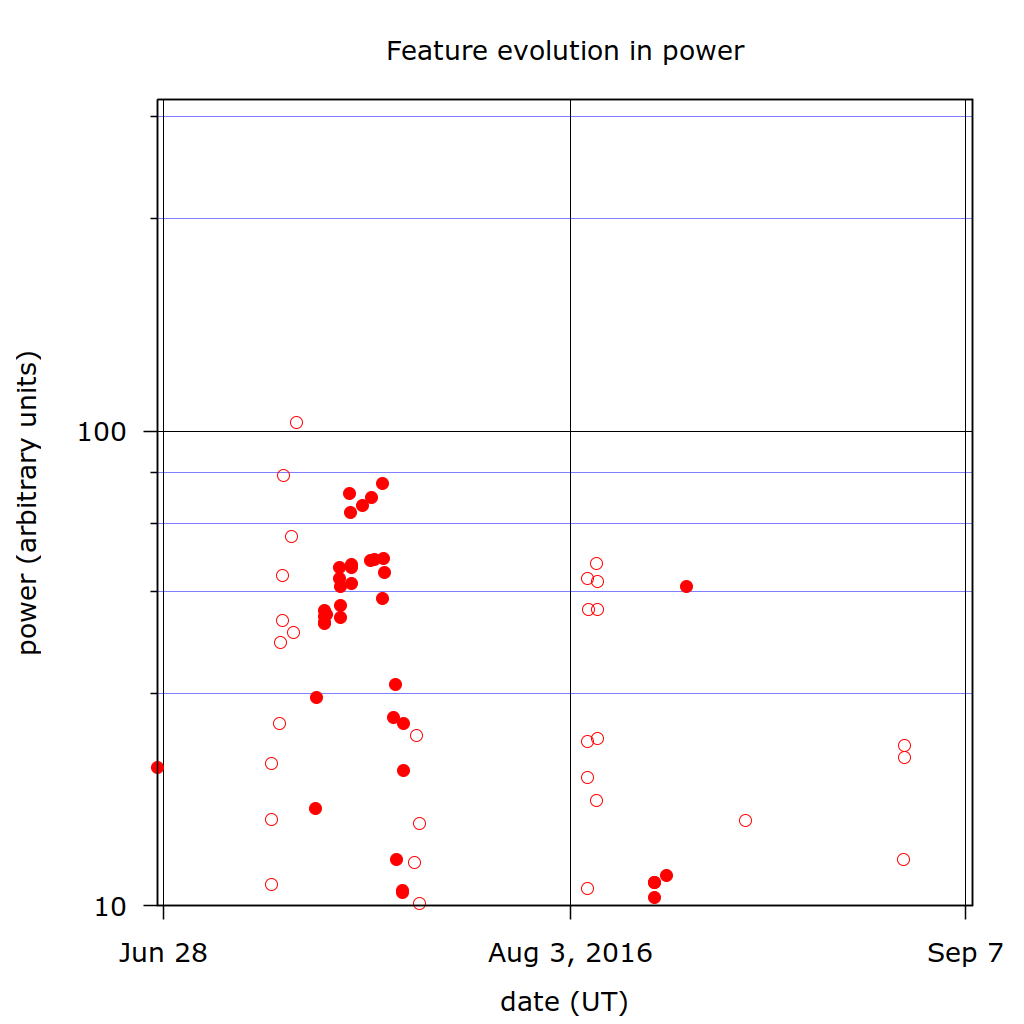 Feature evolution in power
power (arbitrary units)
100
10
Jun 28
Aug 3, 2016
Sep 7
date (UT)